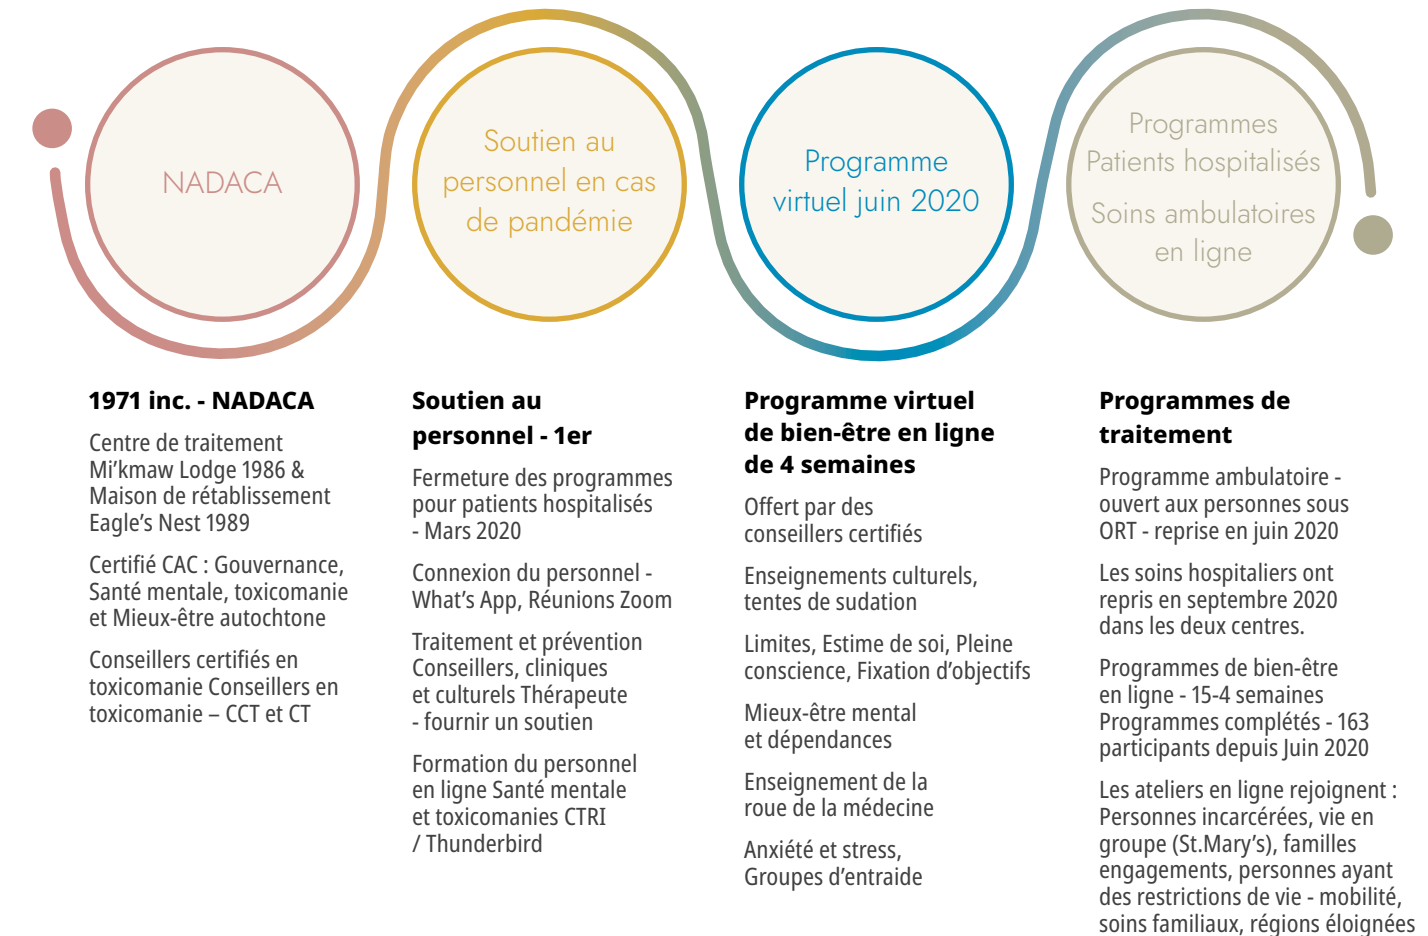 NADACA
Soutien au
personnel en cas
de pandémie
Programme
virtuel juin 2020
Programmes
Patients hospitalisés
Soins ambulatoires
en ligne
1971 inc. - NADACA
Centre de traitement
Mi’kmaw Lodge 1986 &
Maison de rétablissement
Eagle’s Nest 1989
Certifié CAC : Gouvernance,
Santé mentale, toxicomanie
et Mieux-être autochtone
Conseillers certifiés en
toxicomanie Conseillers en
toxicomanie – CCT et CT
Soutien au
personnel - 1er
Fermeture des programmes
pour patients hospitalisés
- Mars 2020
Connexion du personnel -
What’s App, Réunions Zoom
Traitement et prévention
Conseillers, cliniques
et culturels Thérapeute
- fournir un soutien
Formation du personnel
en ligne Santé mentale
et toxicomanies CTRI
/ Thunderbird
Programme virtuel
de bien-être en ligne
de 4 semaines
Offert par des
conseillers certifiés
Enseignements culturels,
tentes de sudation
Limites, Estime de soi, Pleine
conscience, Fixation d’objectifs
Mieux-être mental
et dépendances
Enseignement de la
roue de la médecine
Anxiété et stress,
Groupes d’entraide
Programmes de
traitement
Programme ambulatoire -
ouvert aux personnes sous
ORT - reprise en juin 2020
Les soins hospitaliers ont
repris en septembre 2020
dans les deux centres.
Programmes de bien-être
en ligne - 15-4 semaines
Programmes complétés - 163
participants depuis Juin 2020
Les ateliers en ligne rejoignent :
Personnes incarcérées, vie en
groupe (St.Mary’s), familles
engagements, personnes ayant
des restrictions de vie - mobilité,
soins familiaux, régions éloignées